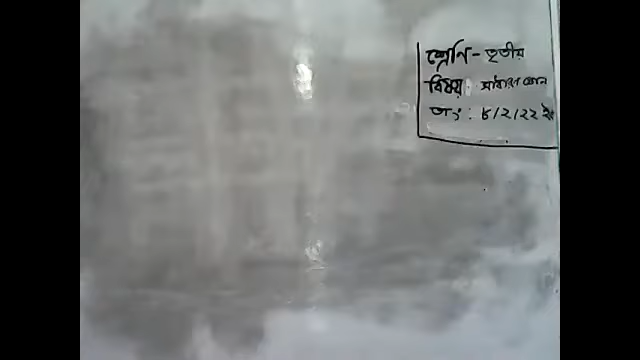 শ্রেণি - তৃতীয়
বিষয় : সাধারণ জ্ঞান
তাং : ৮/২/২২ ইং